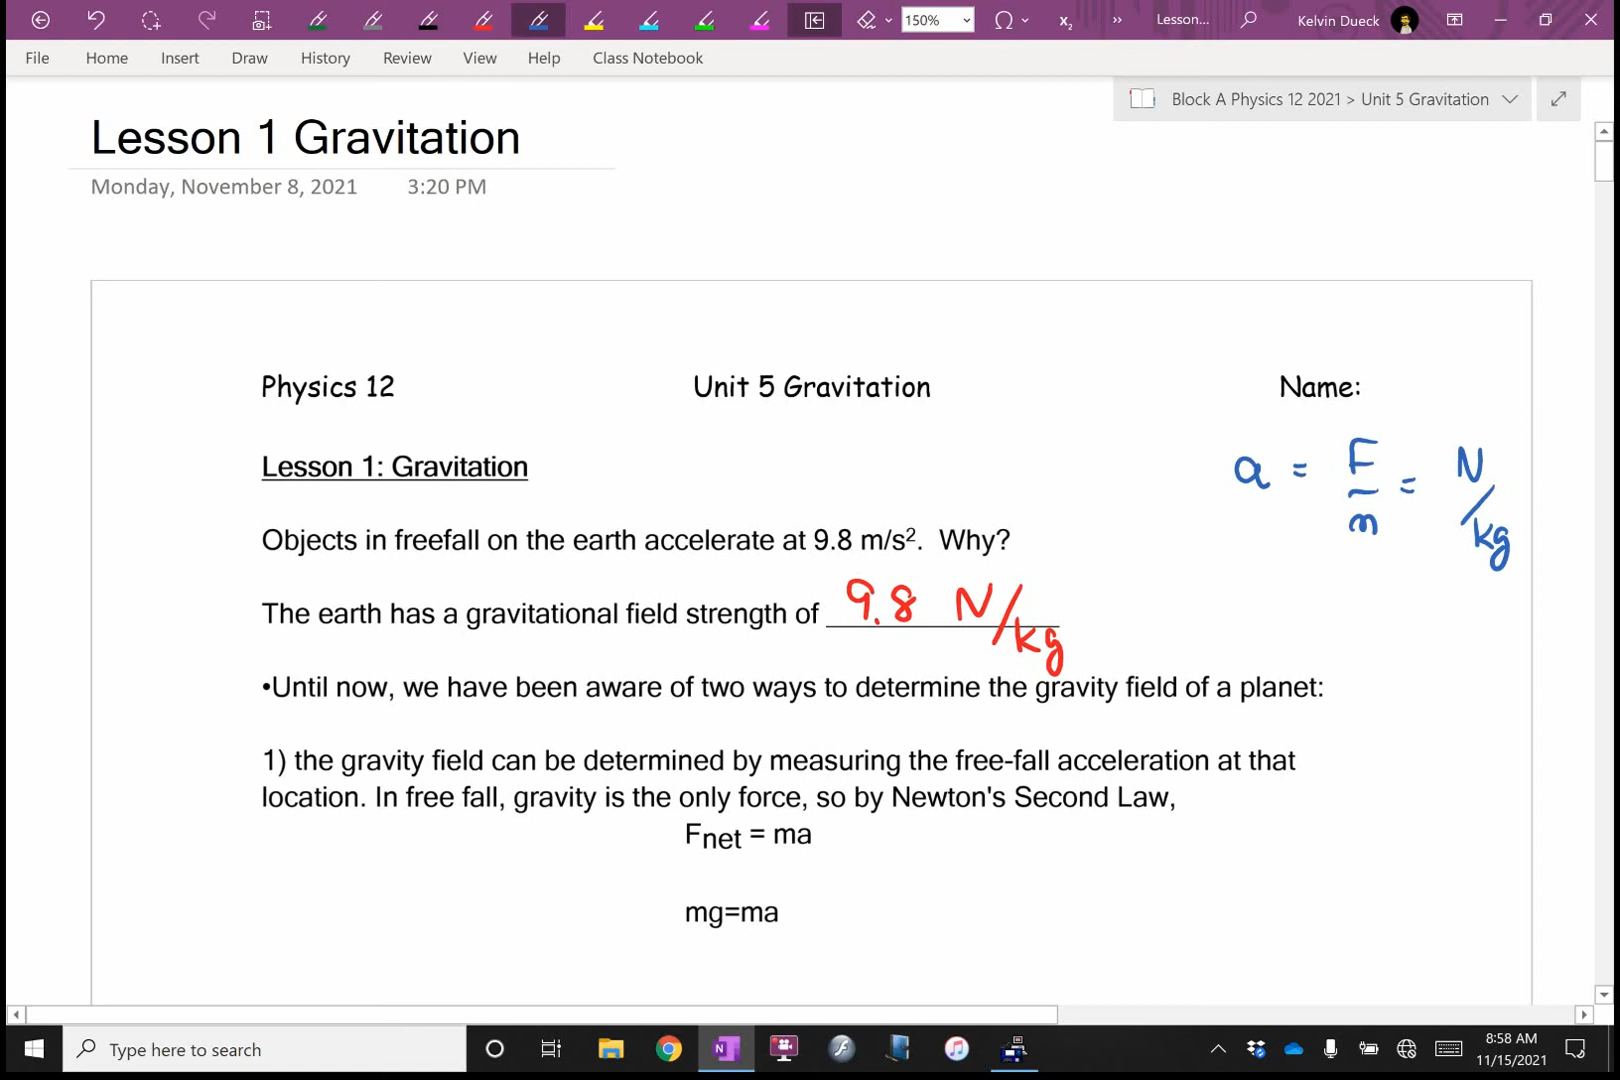 150%
Ω
x₂
»
Lesson...
Kelvin Dueck
File
Home
Insert
Draw
History
Review
View
Help
Class Notebook
Block A Physics 12 2021 > Unit 5 Gravitation
Lesson 1 Gravitation
Monday, November 8, 2021 3:20 PM
Physics 12 Unit 5 Gravitation Name:
Lesson 1: Gravitation
a = F/m = N/kg
Objects in freefall on the earth accelerate at 9.8 m/s². Why?
The earth has a gravitational field strength of 9.8 N/kg
•Until now, we have been aware of two ways to determine the gravity field of a planet:
1) the gravity field can be determined by measuring the free-fall acceleration at that
location. In free fall, gravity is the only force, so by Newton's Second Law,
Fnet = ma
mg=ma
Type here to search
8:58 AM
11/15/2021